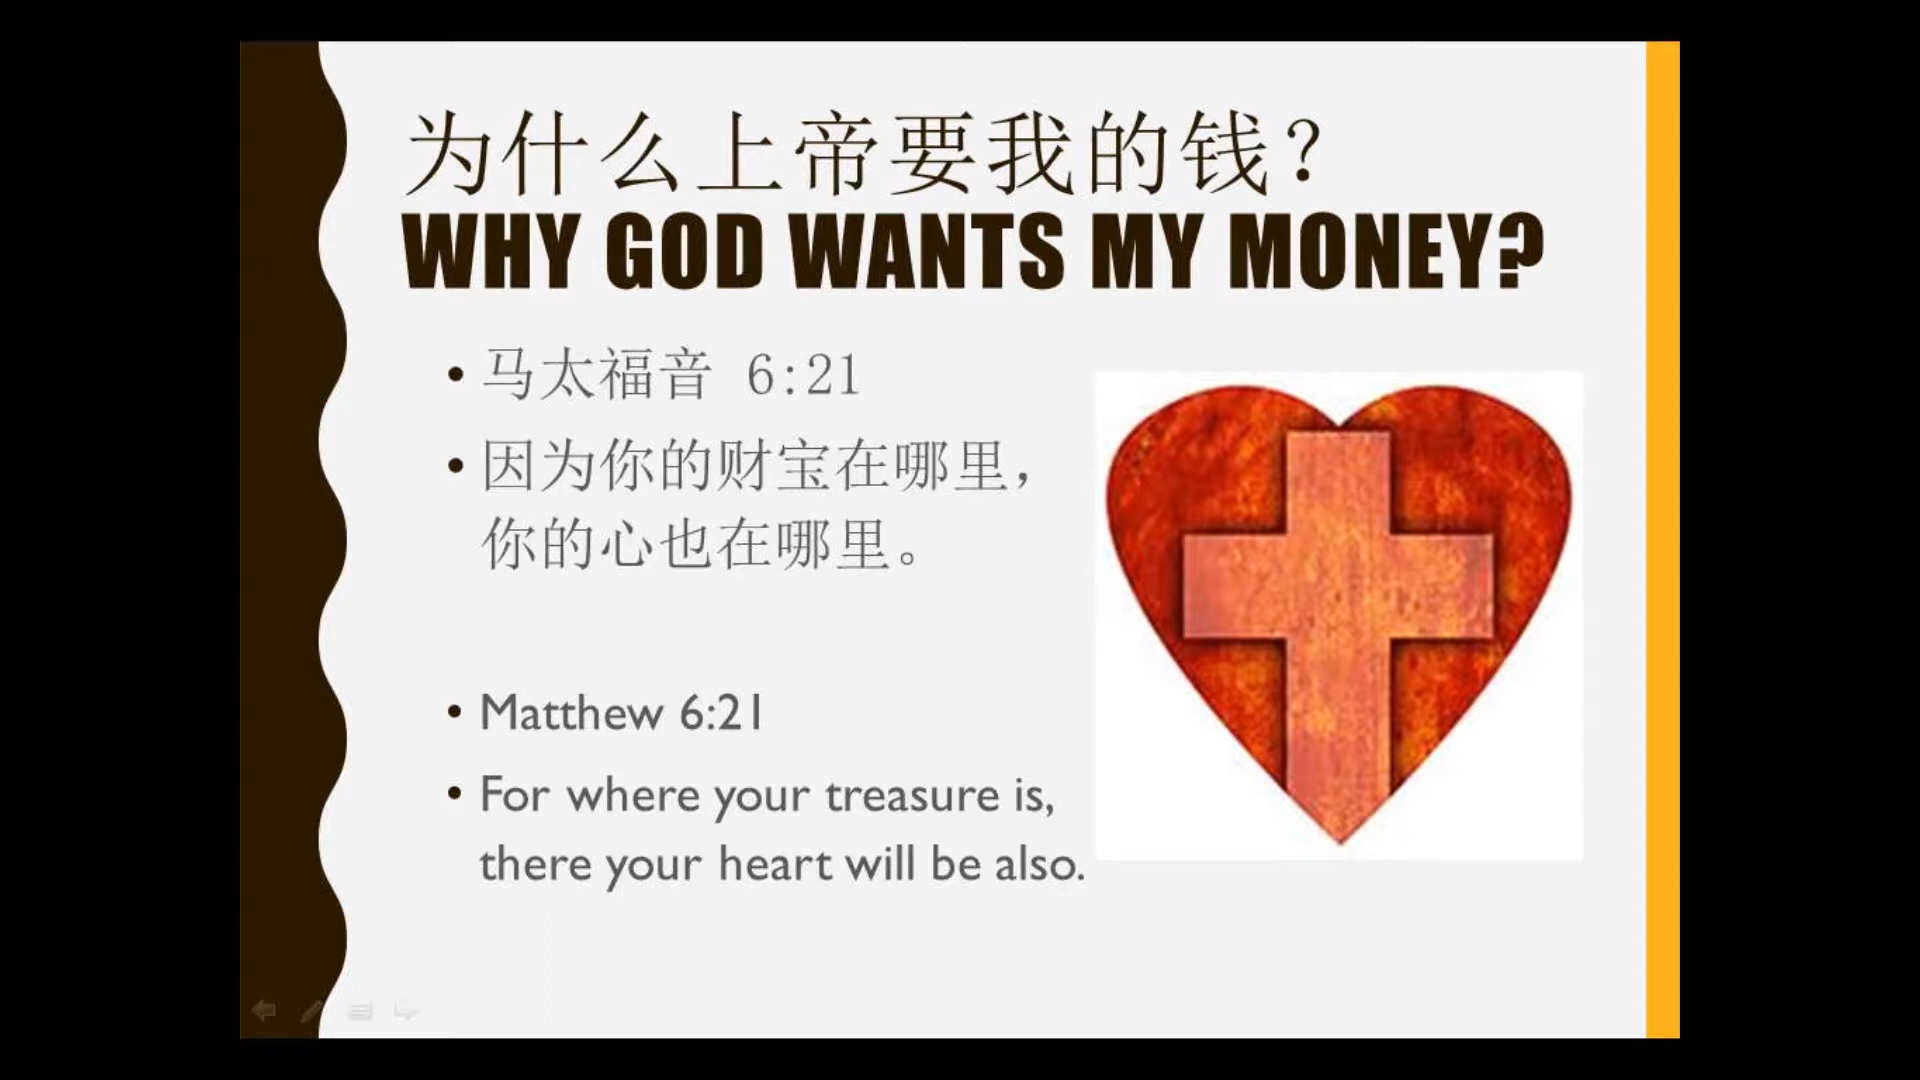 为什么上帝要我的钱?
WHY GOD WANTS MY MONEY?
• 马太福音 6:21
• 因为你的财宝在哪里，
你的心也在哪里。
• Matthew 6:21
• For where your treasure is,
there your heart will be also.